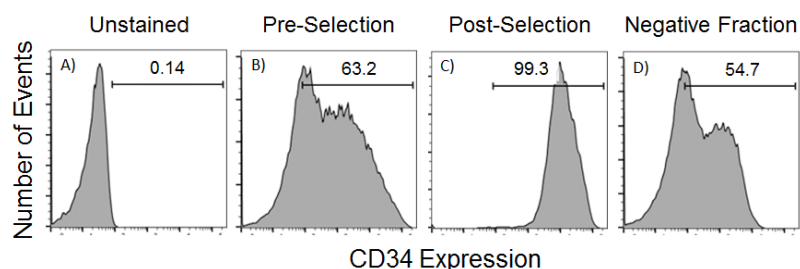 Unstained Pre-Selection Post-Selection Negative Fraction
A) 0.14 B) 63.2 C) 99.3 D) 54.7
Number of Events
CD34 Expression